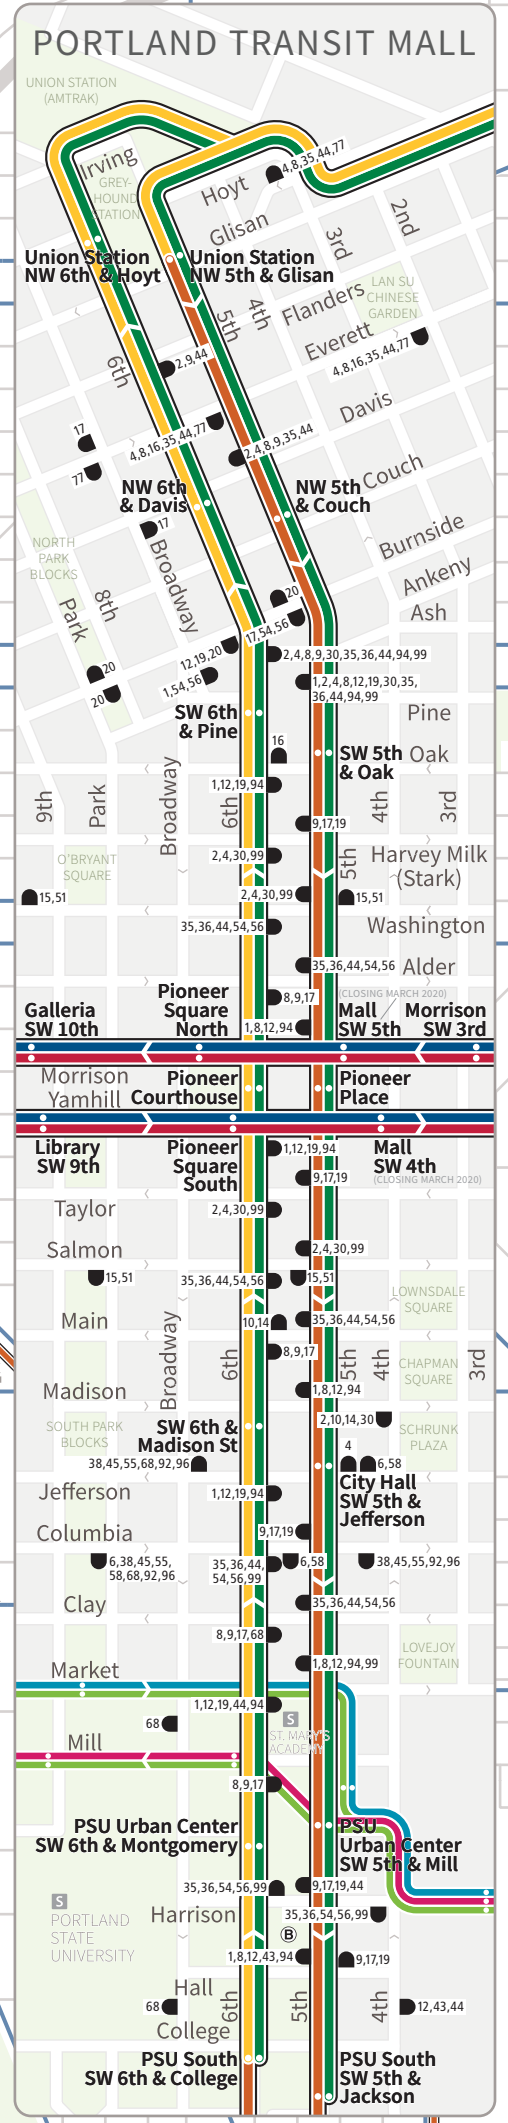 PORTLAND TRANSIT MALL
UNION STATION
(AMTRAK)
Irving
GREY-
HOUND
STATION
Hoyt
4,8,35,44,77
Glisan
3rd
2nd
Union Station
NW 6th & Hoyt
Union Station
NW 5th & Glisan
LAN SU
CHINESE
GARDEN
Flanders
4th
5th
Everett
4,8,16,35,44,77
6th
2,9,44
Davis
17
4,8,16,35,44,77
2,4,8,9,35,44
77
Couch
NW 6th
& Davis
NW 5th
& Couch
17
Burnside
NORTH
PARK
BLOCKS
Broadway
Ankeny
8th
Park
20
Ash
17,54,56
12,19,20
2,4,8,9,30,35,36,44,94,99
20
1,54,56
1,2,4,8,12,19,30,35,
36,44,94,99
20
SW 6th
& Pine
Pine
16
SW 5th
& Oak
Oak
1,12,19,94
9th
Park
Broadway
6th
4th
3rd
9,17,19
2,4,30,99
5th
Harvey Milk
(Stark)
O'BRYANT
SQUARE
15,51
2,4,30,99
15,51
35,36,44,54,56
Washington
35,36,44,54,56
Alder
Pioneer
Square
North
8,9,17
(CLOSING MARCH 2020)
Galleria
SW 10th
1,8,12,94
Mall
SW 5th
Morrison
SW 3rd
Morrison
Yamhill
Pioneer
Courthouse
Pioneer
Place
Library
SW 9th
Pioneer
Square
South
1,12,19,94
Mall
SW 4th
9,17,19
(CLOSING MARCH 2020)
Taylor
2,4,30,99
Salmon
2,4,30,99
15,51
35,36,44,54,56
15,51
LOWNSDALE
SQUARE
Main
10,14
35,36,44,54,56
Broadway
6th
8,9,17
5th
4th
CHAPMAN
SQUARE
3rd
Madison
1,8,12,94
SOUTH PARK
BLOCKS
SW 6th &
Madison St
2,10,14,30
SCHRUNK
PLAZA
4
38,45,55,68,92,96
6,58
Jefferson
1,12,19,94
City Hall
SW 5th &
Jefferson
Columbia
9,17,19
6,38,45,55,
58,68,92,96
35,36,44,
54,56,99
6,58
38,45,55,92,96
Clay
35,36,44,54,56
8,9,17,68
LOVEJOY
FOUNTAIN
Market
1,8,12,94,99
1,12,19,44,94
68
S
ST. MARY'S
ACADEMY
Mill
8,9,17
PSU Urban Center
SW 6th & Montgomery
PSU
Urban Center
SW 5th & Mill
35,36,54,56,99
9,17,19,44
S
PORTLAND
STATE
UNIVERSITY
Harrison
35,36,54,56,99
B
1,8,12,43,94
9,17,19
Hall
68
6th
5th
4th
12,43,44
College
PSU South
SW 6th & College
PSU South
SW 5th &
Jackson